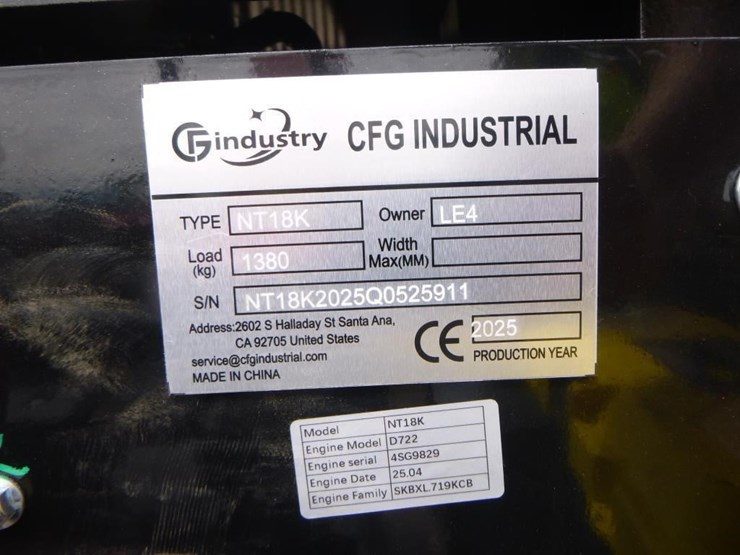 CFindustry CFG INDUSTRIAL
TYPE NT18K Owner LE4
Load (kg) 1380 Width Max(MM)
S/N NT18K2025Q0525911
Address:2602 S Halladay St Santa Ana,
CA 92705 United States
service@cfgindustrial.com
MADE IN CHINA
CE 2025
PRODUCTION YEAR
Model NT18K
Engine Model D722
Engine serial 4SG9829
Engine Date 25.04
Engine Family SKBXL.719KCB